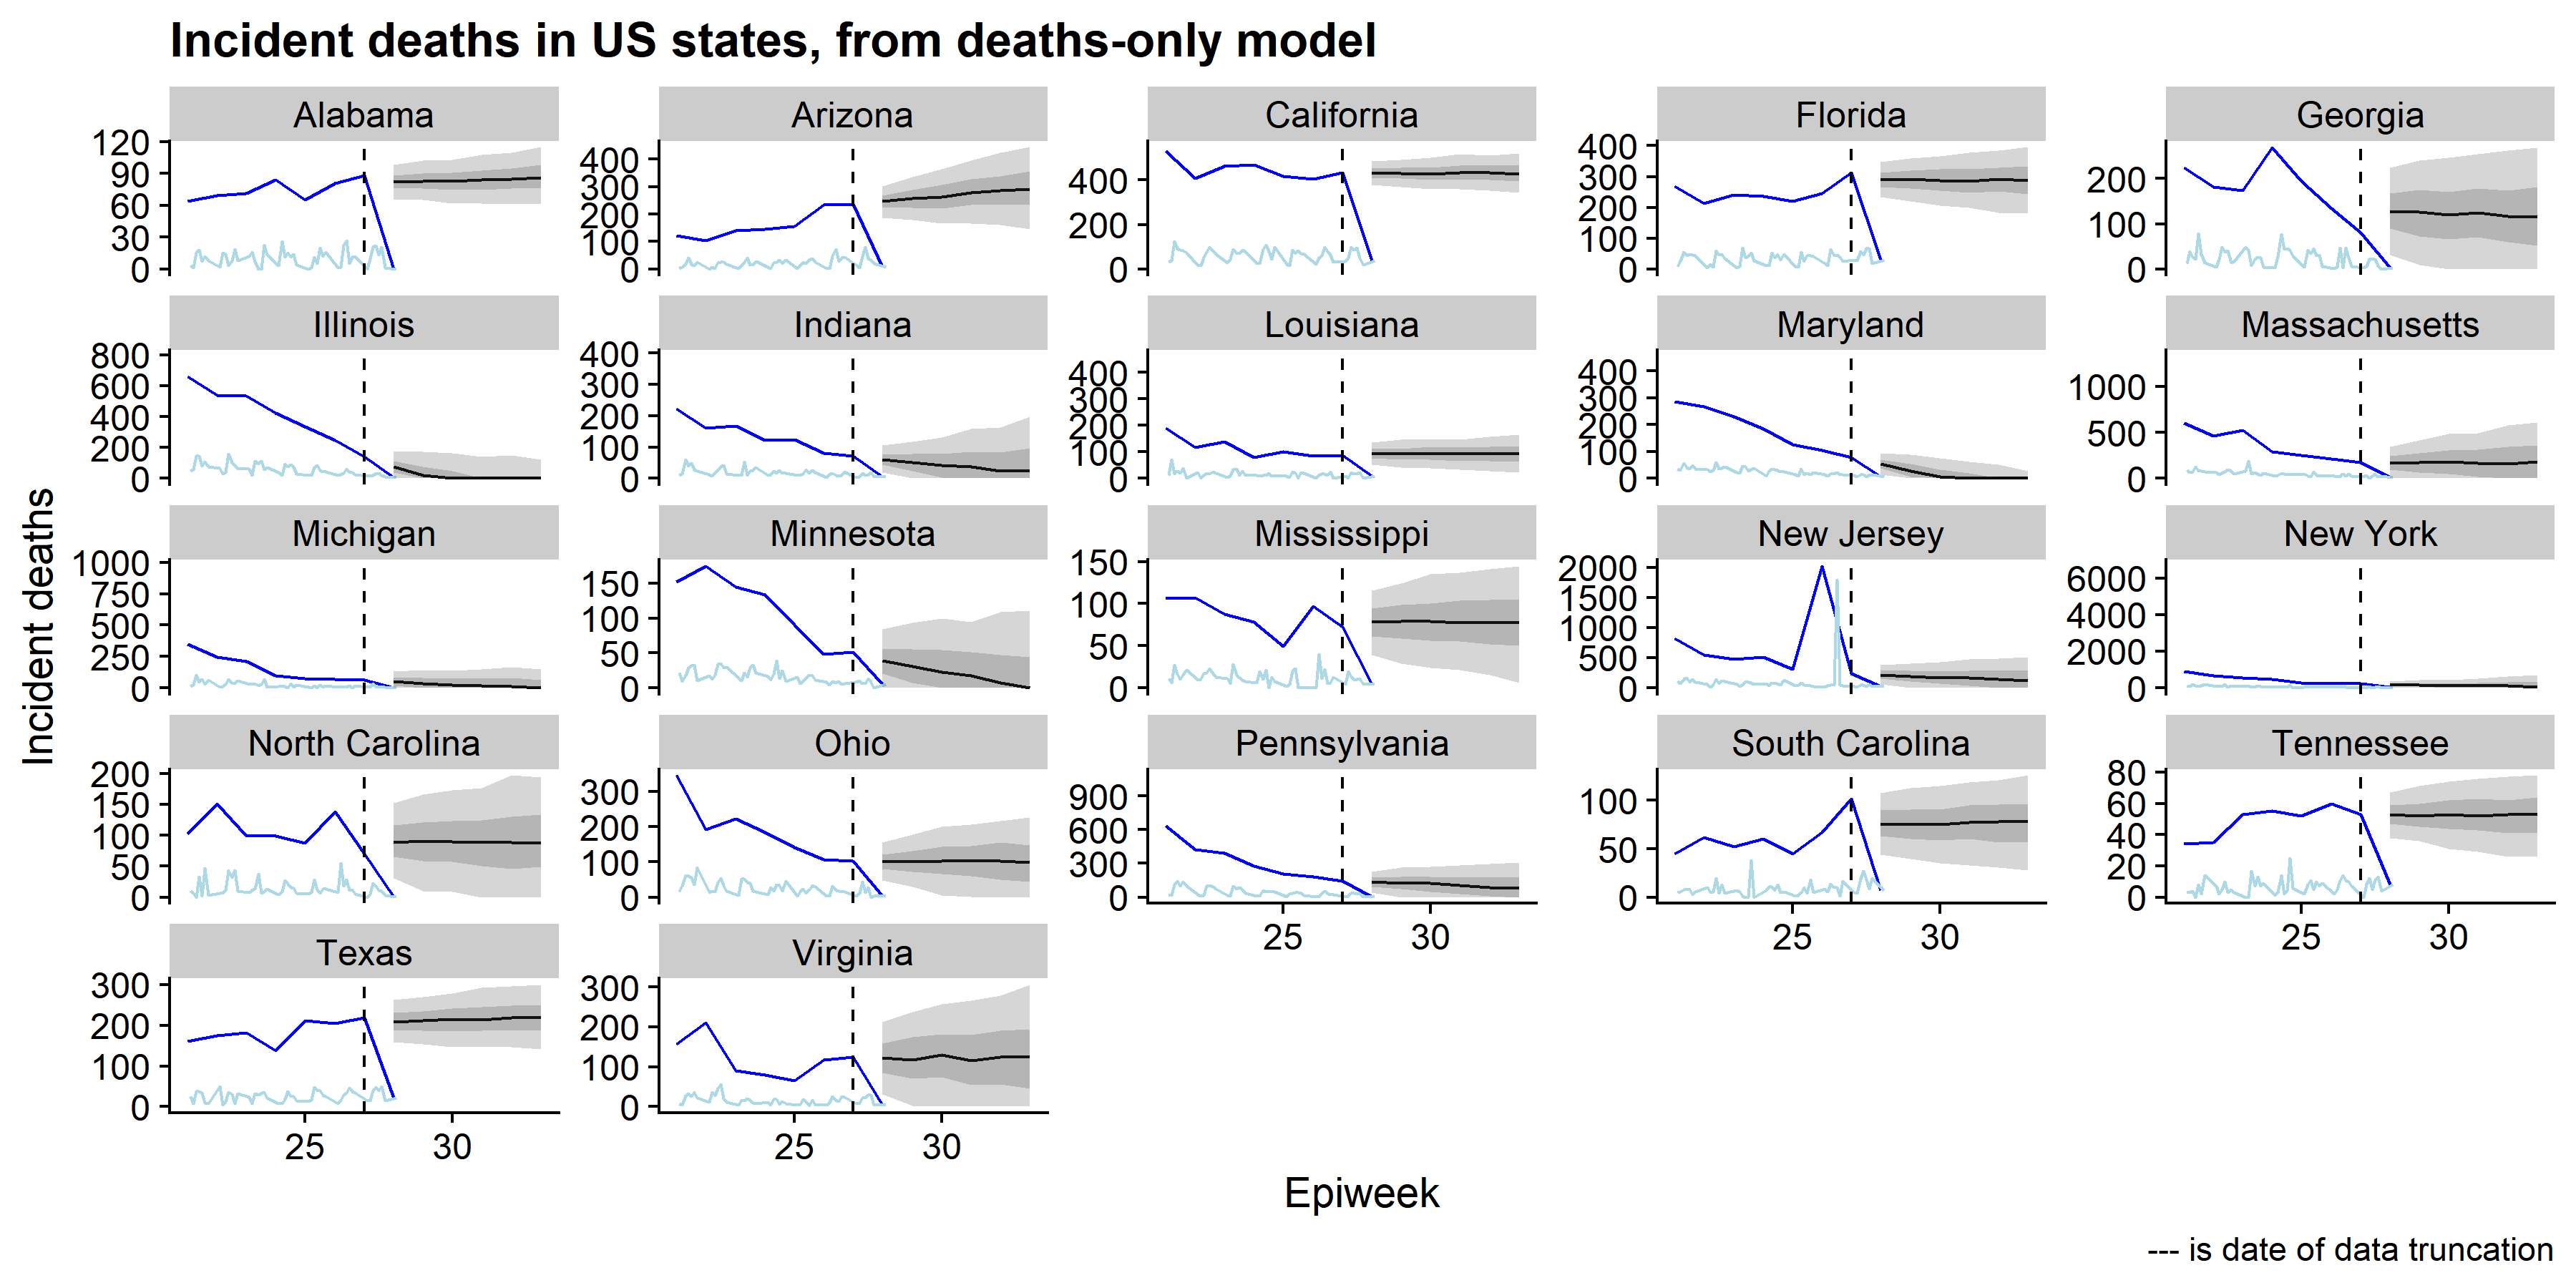 Incident deaths in US states, from deaths-only model
Alabama Arizona California Florida Georgia
120 90 60 30 0
400 300 200 100 0
400 200 0
400 300 200 100 0
200 100 0
Illinois Indiana Louisiana Maryland Massachusetts
800 600 400 200 0
400 300 200 100 0
400 300 200 100 0
400 300 200 100 0
1000 500 0
Michigan Minnesota Mississippi New Jersey New York
1000 750 500 250 0
150 100 50 0
150 100 50 0
2000 1500 1000 500 0
6000 4000 2000 0
North Carolina Ohio Pennsylvania South Carolina Tennessee
200 150 100 50 0
300 200 100 0
900 600 300 0
100 50 0
80 60 40 20 0
25 30 25 30 25 30
Texas Virginia
300 200 100 0
300 200 100 0
25 30 25 30
Incident deaths
Epiweek
--- is date of data truncation